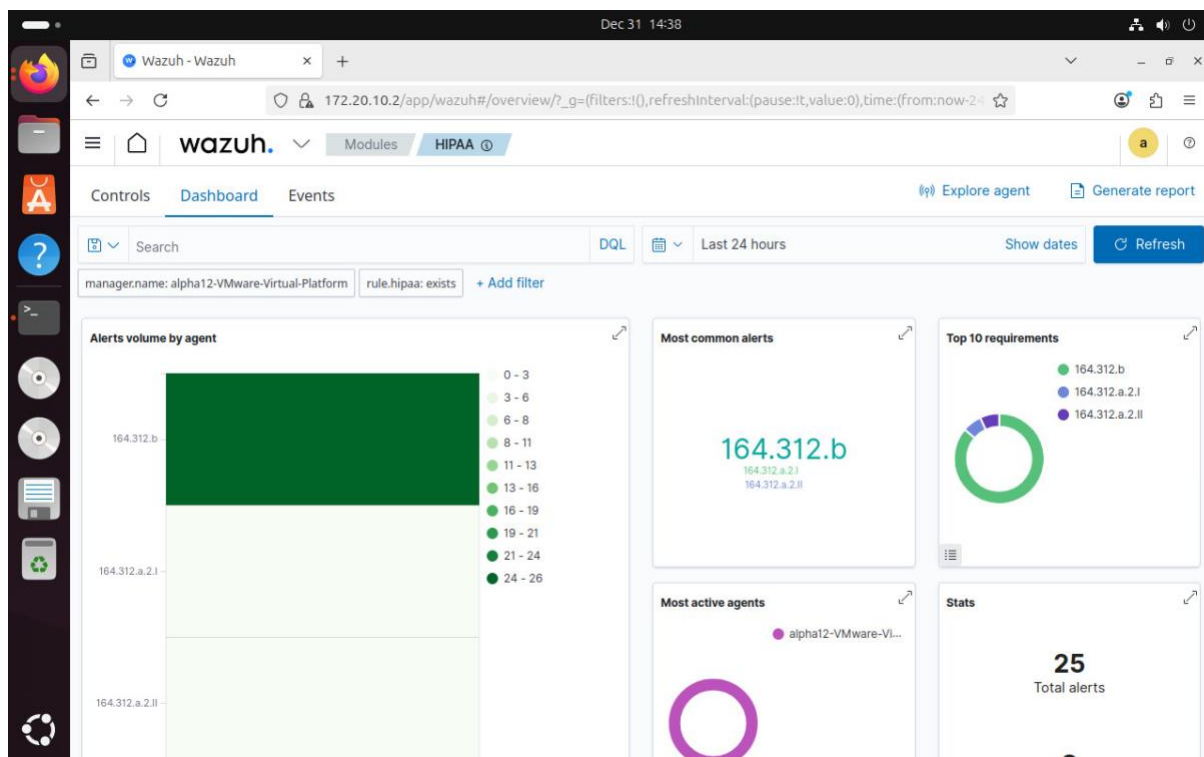 Dec 31 14:38
Wazuh - Wazuh
172.20.10.2/app/wazuh#/overview/?_g=(filters:!(),refreshInterval:(pause:!t,value:0),time:(from:now-24
wazuh.
Modules
HIPAA
a
Controls
Dashboard
Events
Explore agent
Generate report
Search
DQL
Last 24 hours
Show dates
Refresh
manager.name: alpha12-VMware-Virtual-Platform
rule.hipaa: exists
+ Add filter
Alerts volume by agent
164.312.b
164.312.a.2.I
164.312.a.2.II
0 - 3
3 - 6
6 - 8
8 - 11
11 - 13
13 - 16
16 - 19
19 - 21
21 - 24
24 - 26
Most common alerts
164.312.b
164.312.a.2.I
164.312.a.2.II
Top 10 requirements
164.312.b
164.312.a.2.I
164.312.a.2.II
Most active agents
alpha12-VMware-Vi...
Stats
25
Total alerts